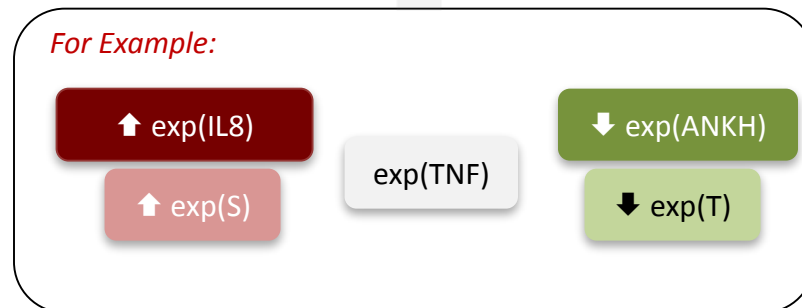 For Example:
⬆ exp(IL8)
⬆ exp(S)
exp(TNF)
⬇ exp(ANKH)
⬇ exp(T)